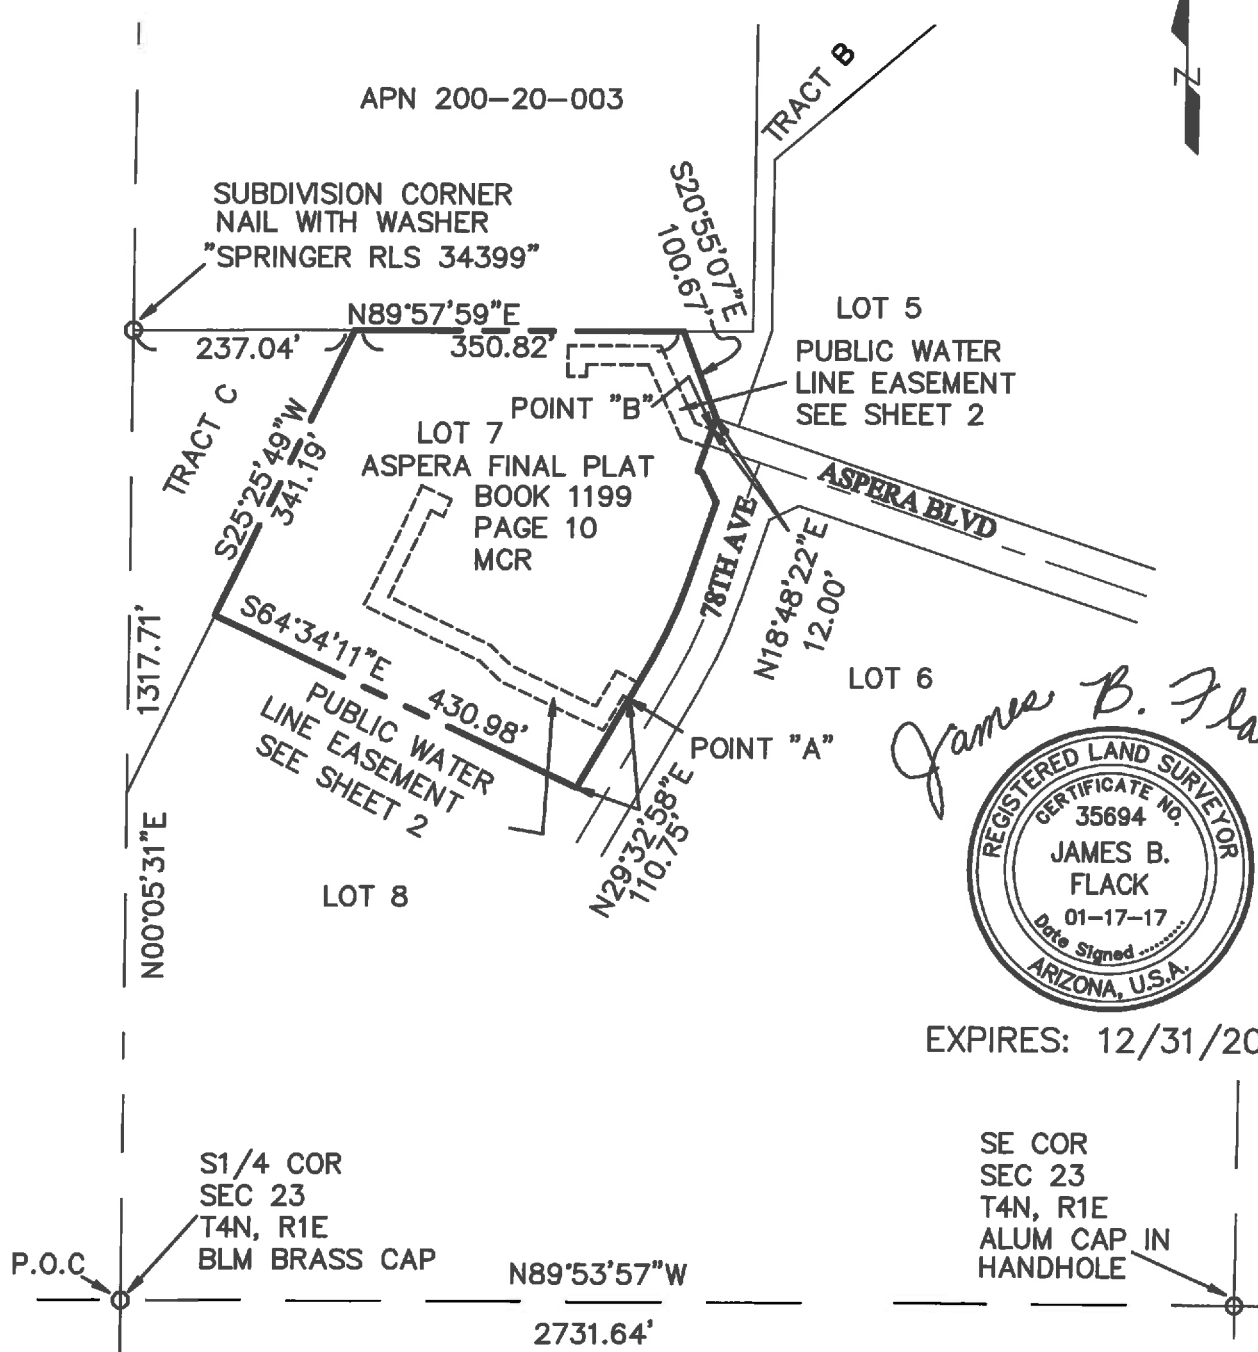 APN 200-20-003
TRACT B
N
SUBDIVISION CORNER
NAIL WITH WASHER
"SPRINGER RLS 34399"
S20°55'07"E
100.67'
N89°57'59"E
237.04'
350.82'
LOT 5
PUBLIC WATER
LINE EASEMENT
SEE SHEET 2
POINT "B"
TRACT C
S25°25'49"W
341.19'
LOT 7
ASPERA FINAL PLAT
BOOK 1199
PAGE 10
MCR
ASPERA BLVD
78TH AVE
N18°48'22"E
12.00'
S64°34'11"E
430.98'
PUBLIC WATER
LINE EASEMENT
SEE SHEET 2
1317.71'
N00°05'31"E
LOT 6
POINT "A"
N29°32'58"E
110.75'
LOT 8
James B. Fla
REGISTERED LAND SURVEYOR
CERTIFICATE NO.
35694
JAMES B.
FLACK
01-17-17
Date Signed ..........
ARIZONA, U.S.A.
EXPIRES: 12/31/20
S1/4 COR
SEC 23
T4N, R1E
BLM BRASS CAP
P.O.C
SE COR
SEC 23
T4N, R1E
ALUM CAP IN
HANDHOLE
N89°53'57"W
2731.64'